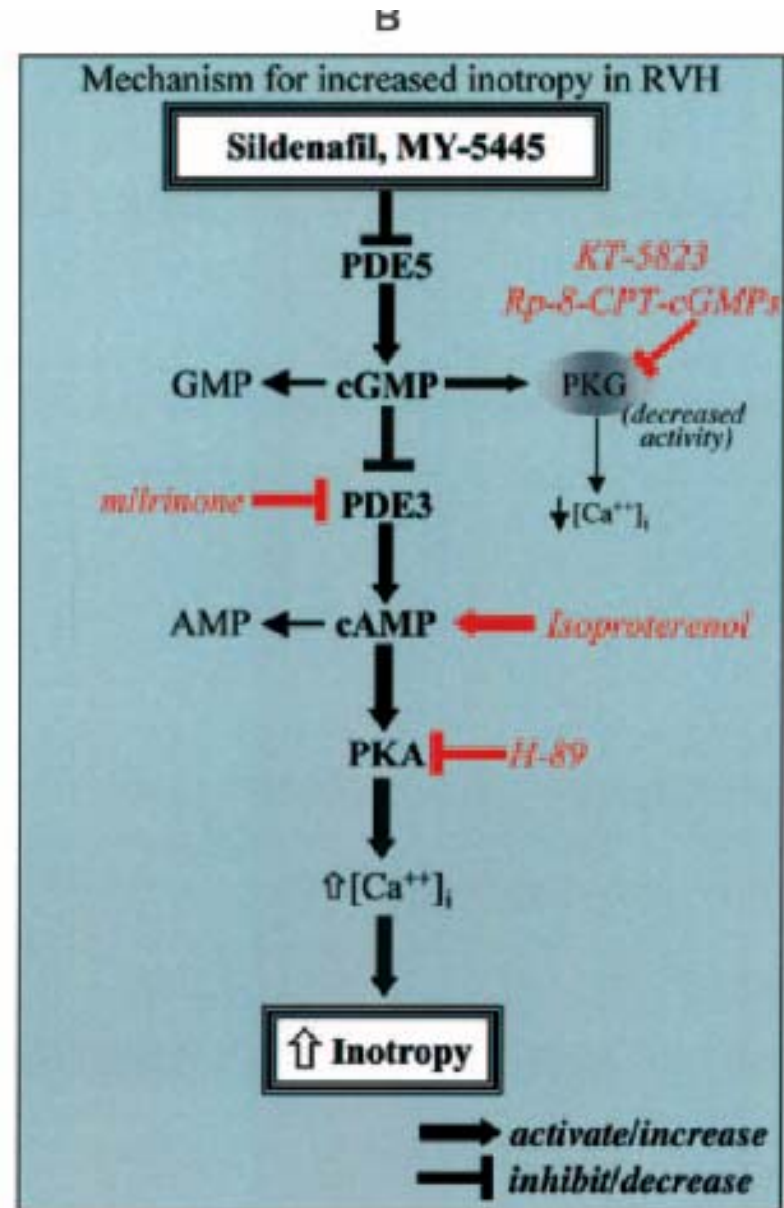 B
Mechanism for increased inotropy in RVH
Sildenafil, MY-5445
PDE5
KT-5823
Rp-8-CPT-cGMPs
GMP
cGMP
PKG
(decreased
activity)
milrinone
PDE3
↓[Ca⁺⁺]ᵢ
AMP
cAMP
Isoproterenol
PKA
H-89
⇧[Ca⁺⁺]ᵢ
⇧ Inotropy
activate/increase
inhibit/decrease